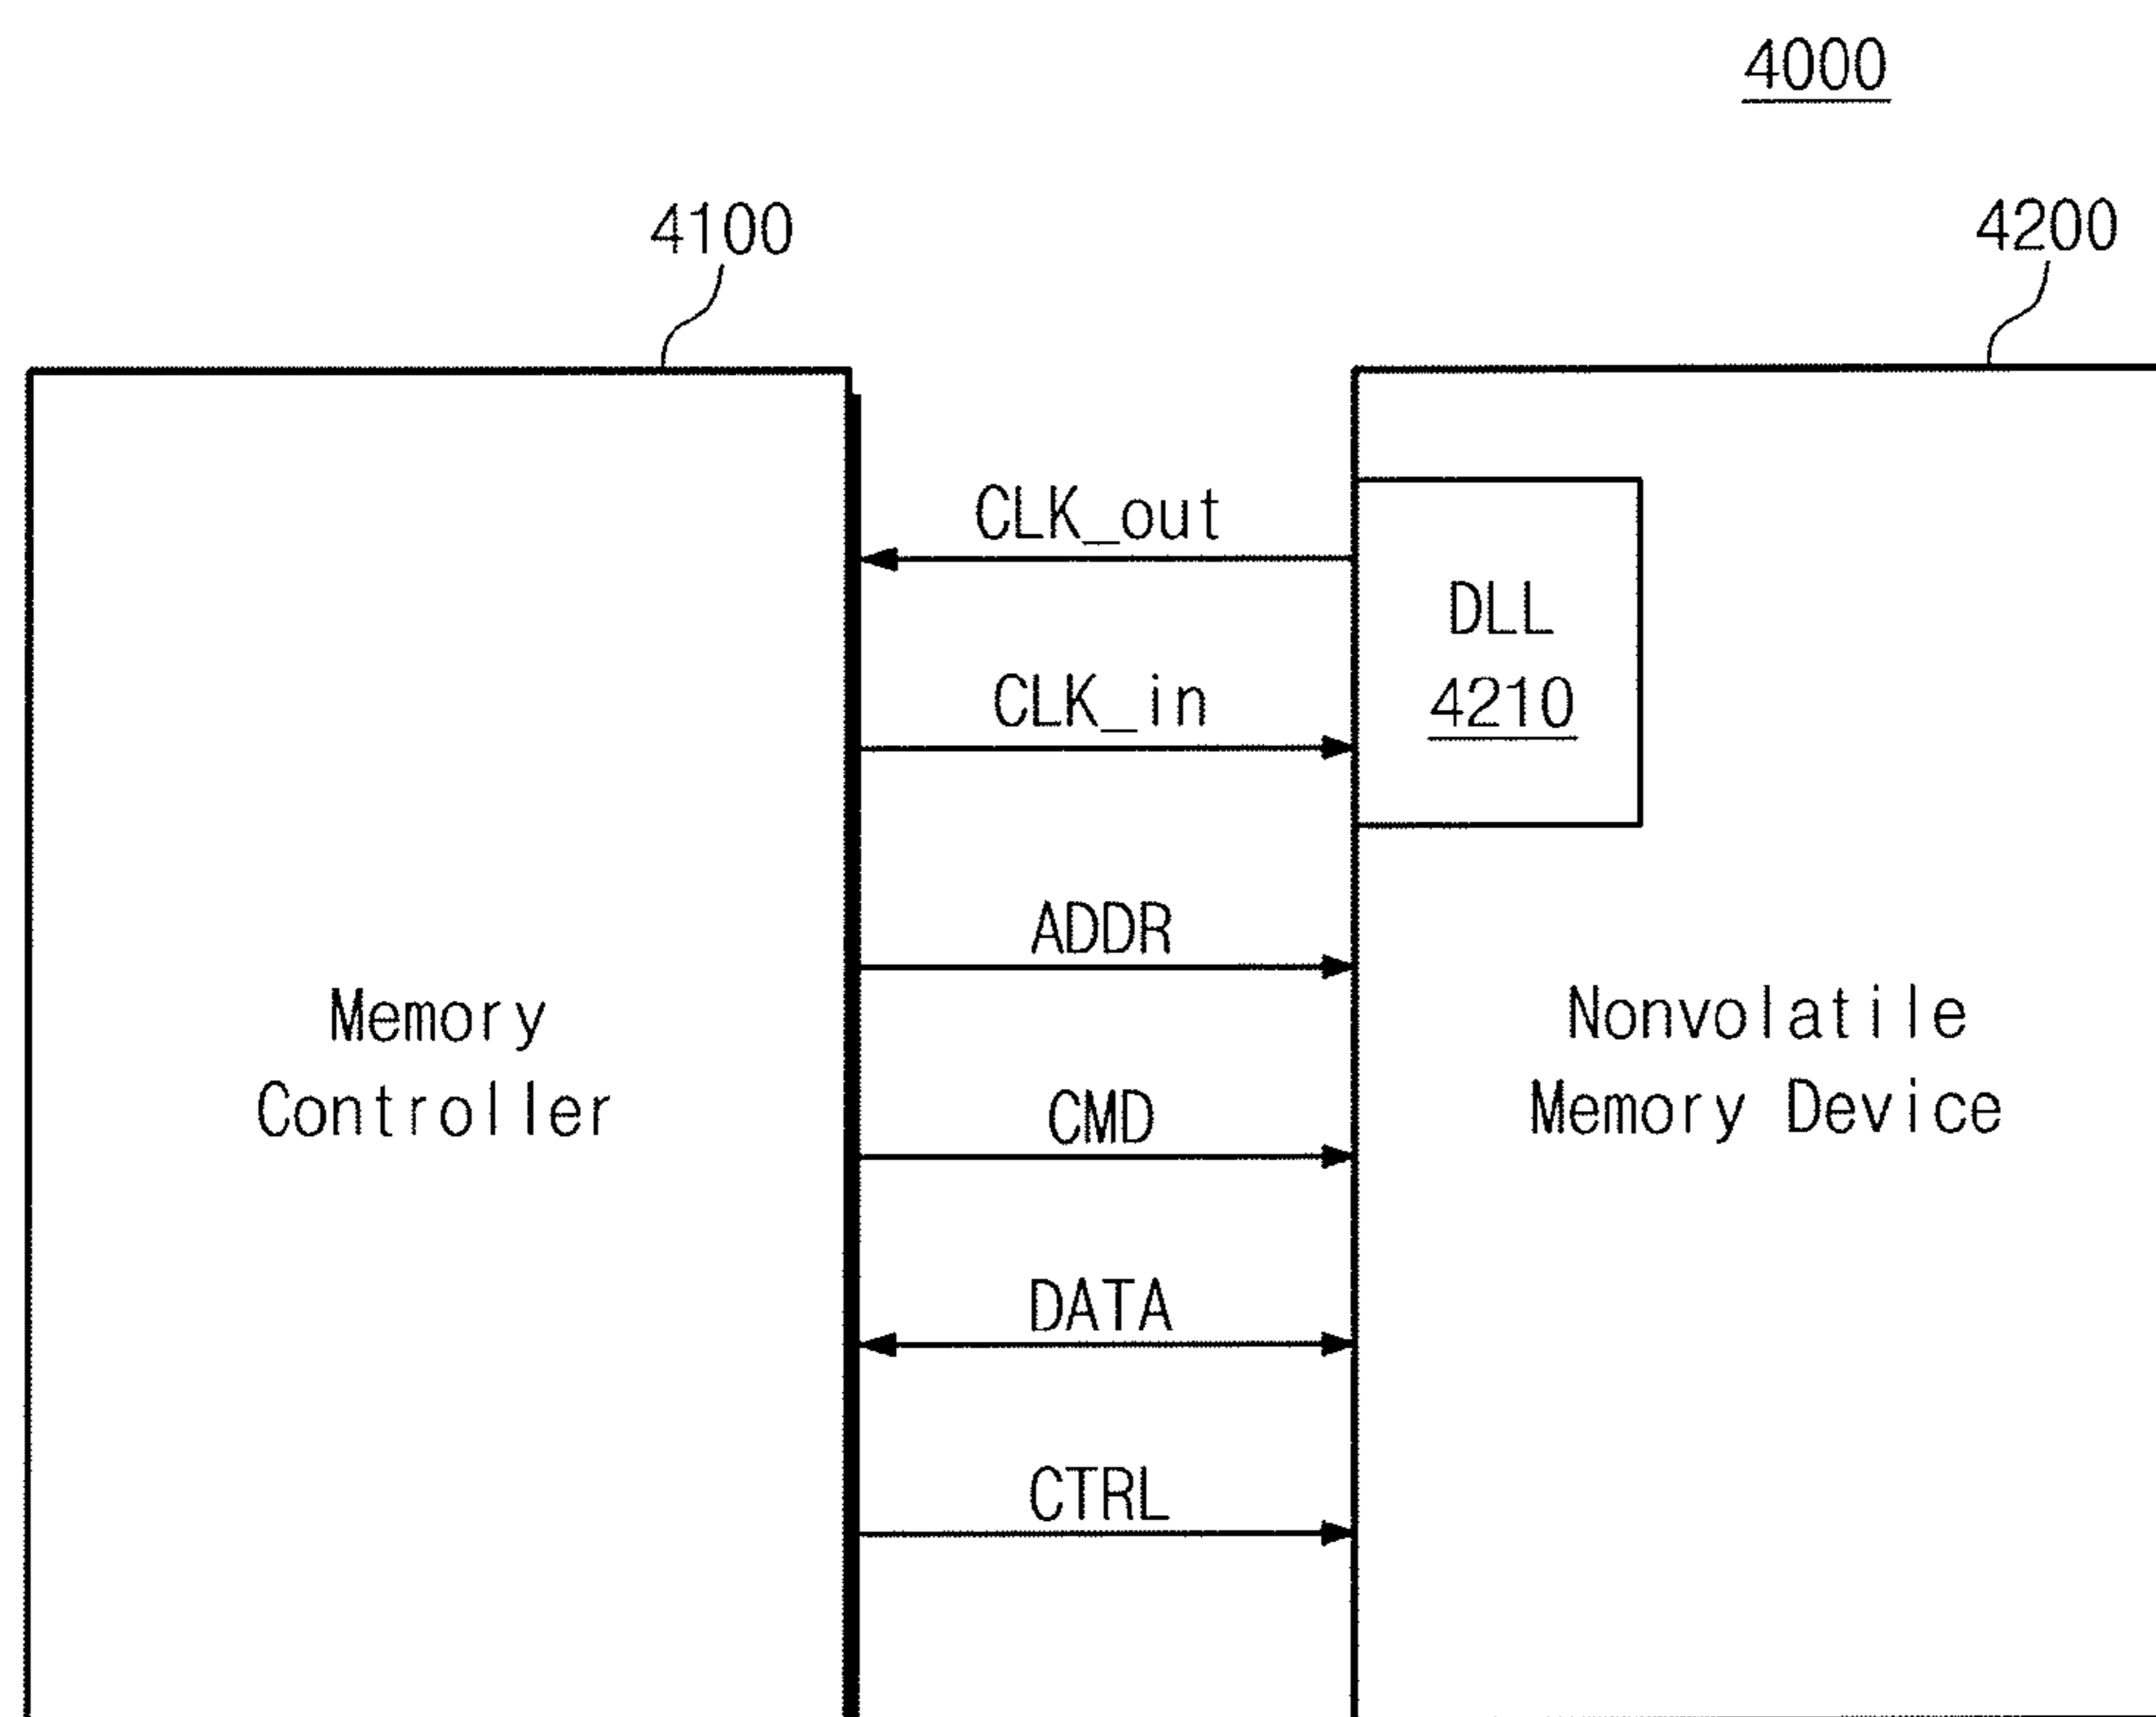 4000
4100
4200
CLK_out
DLL
4210
CLK_in
ADDR
Memory
Controller
Nonvolatile
Memory Device
CMD
DATA
CTRL